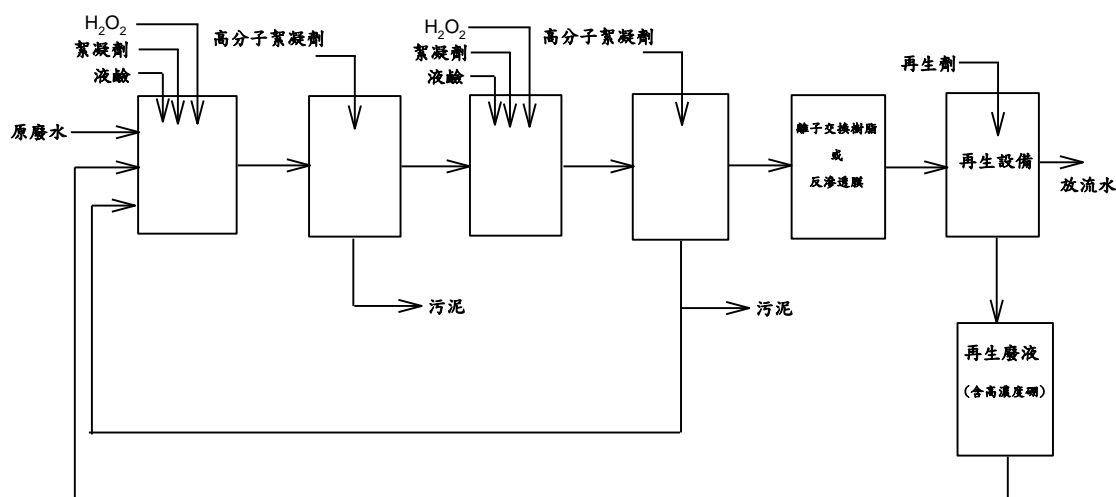 H₂O₂
絮凝劑
液鹼
原廢水
高分子絮凝劑
污泥
H₂O₂
絮凝劑
液鹼
高分子絮凝劑
污泥
離子交換樹脂
或
反滲透膜
再生劑
再生設備
放流水
再生廢液
(含高濃度硼)